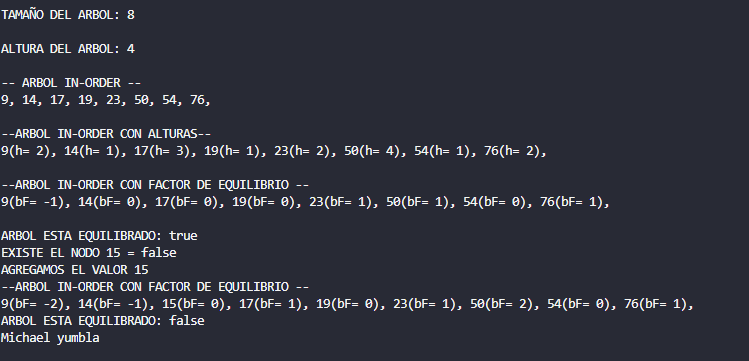 TAMAÑO DEL ARBOL: 8
ALTURA DEL ARBOL: 4
-- ARBOL IN-ORDER --
9, 14, 17, 19, 23, 50, 54, 76,
--ARBOL IN-ORDER CON ALTURAS--
9(h= 2), 14(h= 1), 17(h= 3), 19(h= 1), 23(h= 2), 50(h= 4), 54(h= 1), 76(h= 2),
--ARBOL IN-ORDER CON FACTOR DE EQUILIBRIO --
9(bF= -1), 14(bF= 0), 17(bF= 0), 19(bF= 0), 23(bF= 1), 50(bF= 1), 54(bF= 0), 76(bF= 1),
ARBOL ESTA EQUILIBRADO: true
EXISTE EL NODO 15 = false
AGREGAMOS EL VALOR 15
--ARBOL IN-ORDER CON FACTOR DE EQUILIBRIO --
9(bF= -2), 14(bF= -1), 15(bF= 0), 17(bF= 1), 19(bF= 0), 23(bF= 1), 50(bF= 2), 54(bF= 0), 76(bF= 1),
ARBOL ESTA EQUILIBRADO: false
Michael yumbla